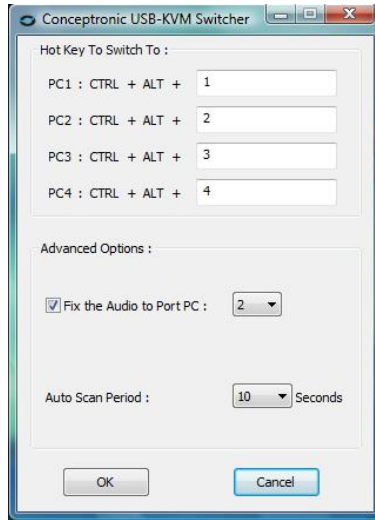 Conceptronic USB-KVM Switcher
Hot Key To Switch To :
PC1 : CTRL + ALT + 1
PC2 : CTRL + ALT + 2
PC3 : CTRL + ALT + 3
PC4 : CTRL + ALT + 4
Advanced Options :
Fix the Audio to Port PC : 2
Auto Scan Period : 10 Seconds
OK Cancel